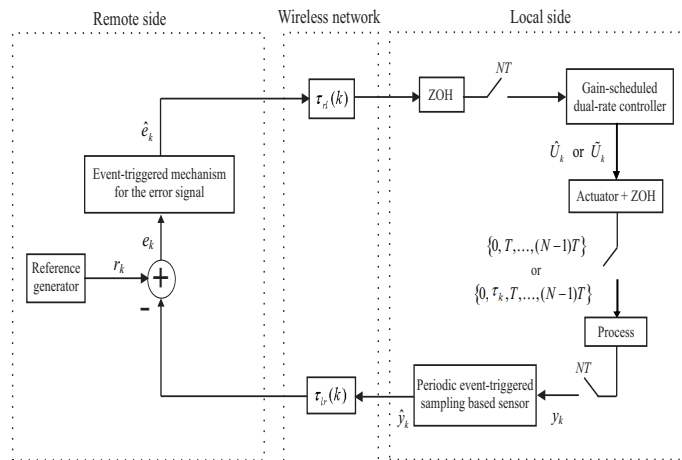 Remote side
Wireless network
Local side
τ_rl(k)
ZOH
NT
Gain-scheduled
dual-rate controller
ê_k
Û_k or Ũ_k
Event-triggered mechanism
for the error signal
Actuator + ZOH
e_k
{0, T,...,(N−1)T}
or
{0, τ_k, T,...,(N−1)T}
Reference
generator
r_k
+
-
Process
NT
τ_lr(k)
ŷ_k
Periodic event-triggered
sampling based sensor
y_k